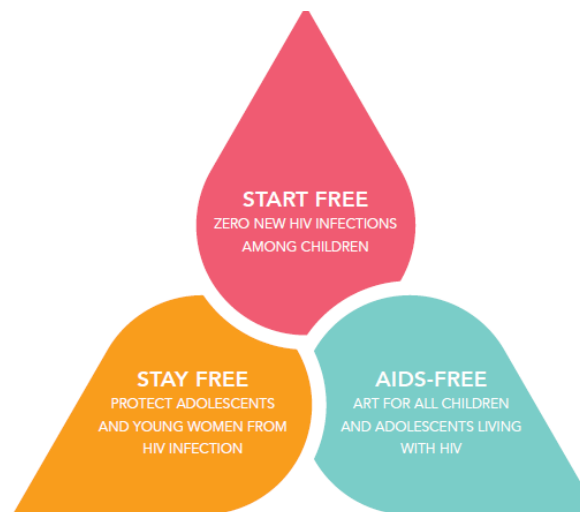 START FREE
ZERO NEW HIV INFECTIONS
AMONG CHILDREN
STAY FREE
PROTECT ADOLESCENTS
AND YOUNG WOMEN FROM
HIV INFECTION
AIDS-FREE
ART FOR ALL CHILDREN
AND ADOLESCENTS LIVING
WITH HIV